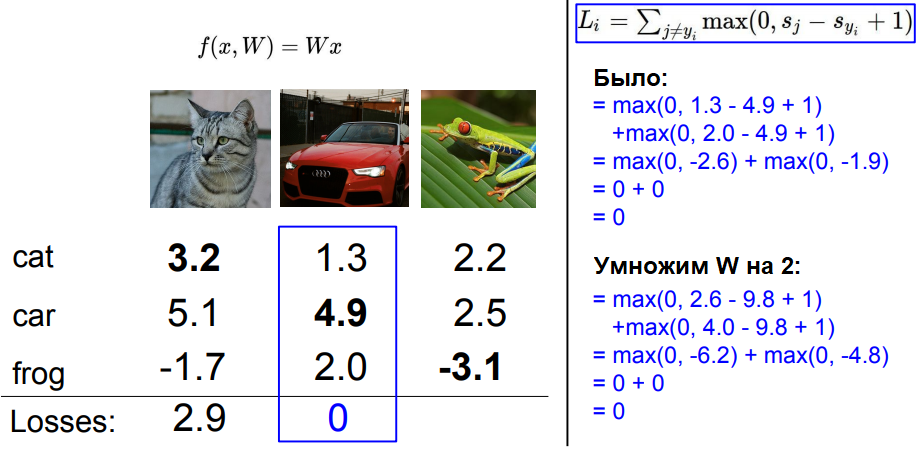 f(x, W) = Wx
cat 3.2 1.3 2.2
car 5.1 4.9 2.5
frog -1.7 2.0 -3.1
Losses: 2.9 0
L_i = ∑_{j≠y_i} max(0, s_j − s_{y_i} + 1)
Было:
= max(0, 1.3 - 4.9 + 1)
+max(0, 2.0 - 4.9 + 1)
= max(0, -2.6) + max(0, -1.9)
= 0 + 0
= 0
Умножим W на 2:
= max(0, 2.6 - 9.8 + 1)
+max(0, 4.0 - 9.8 + 1)
= max(0, -6.2) + max(0, -4.8)
= 0 + 0
= 0